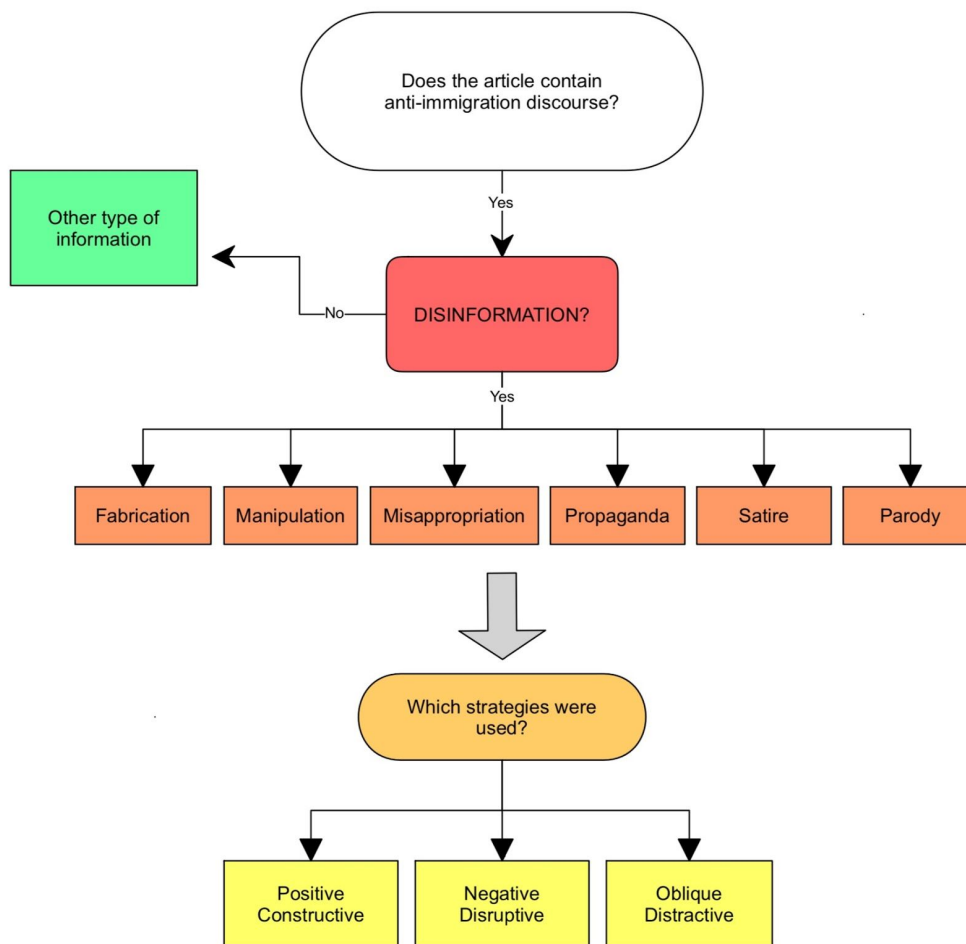 Does the article contain
anti-immigration discourse?
Yes
Other type of
information
No
DISINFORMATION?
Yes
Fabrication
Manipulation
Misappropriation
Propaganda
Satire
Parody
Which strategies were
used?
Positive
Constructive
Negative
Disruptive
Oblique
Distractive